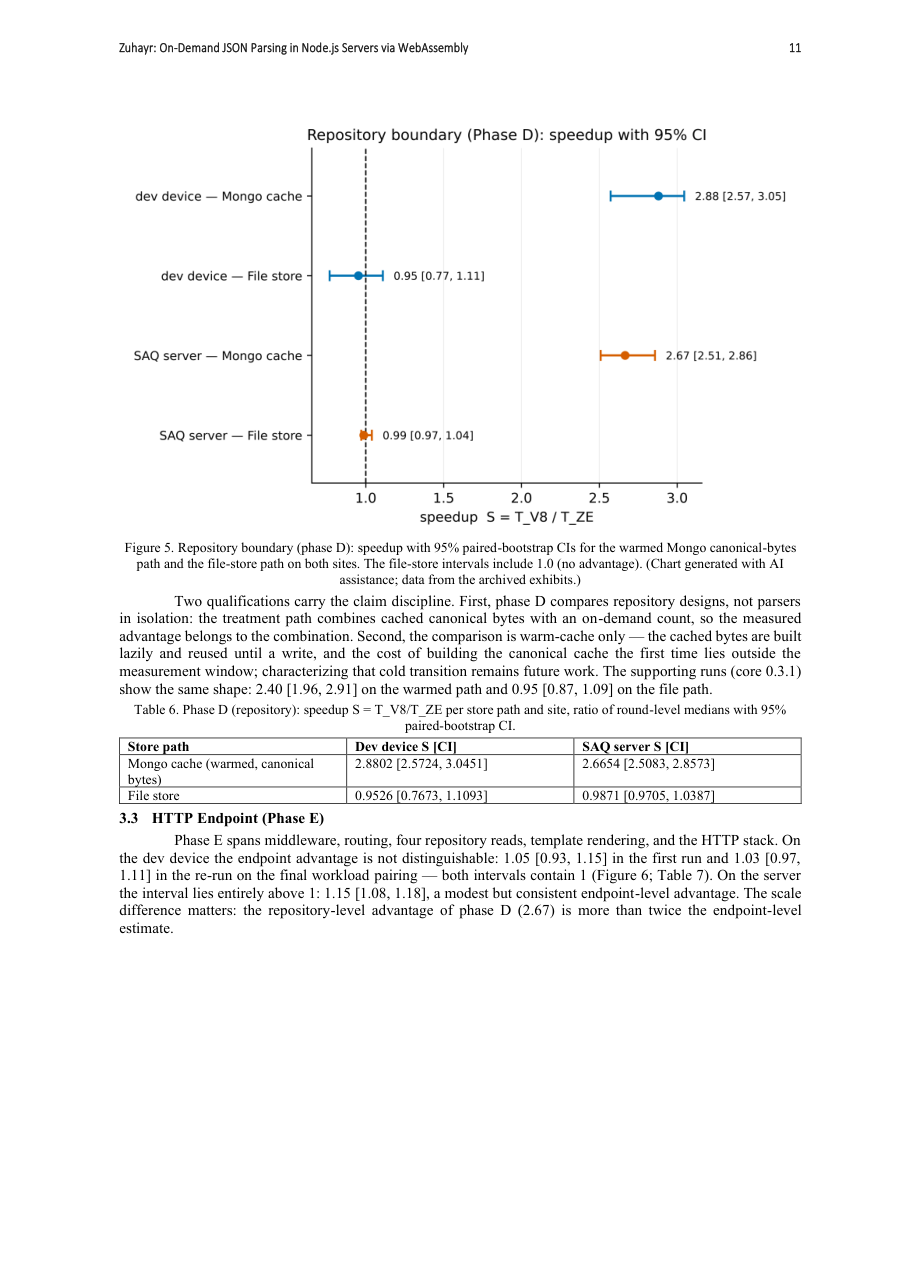 Zuhayr: On-Demand JSON Parsing in Node.js Servers via WebAssembly 11
Repository boundary (Phase D): speedup with 95% CI
dev device — Mongo cache
2.88 [2.57, 3.05]
dev device — File store
0.95 [0.77, 1.11]
SAQ server — Mongo cache
2.67 [2.51, 2.86]
SAQ server — File store
0.99 [0.97, 1.04]
1.0 1.5 2.0 2.5 3.0
speedup S = T_V8 / T_ZE
Figure 5. Repository boundary (phase D): speedup with 95% paired-bootstrap CIs for the warmed Mongo canonical-bytes
path and the file-store path on both sites. The file-store intervals include 1.0 (no advantage). (Chart generated with AI
assistance; data from the archived exhibits.)
Two qualifications carry the claim discipline. First, phase D compares repository designs, not parsers
in isolation: the treatment path combines cached canonical bytes with an on-demand count, so the measured
advantage belongs to the combination. Second, the comparison is warm-cache only — the cached bytes are built
lazily and reused until a write, and the cost of building the canonical cache the first time lies outside the
measurement window; characterizing that cold transition remains future work. The supporting runs (core 0.3.1)
show the same shape: 2.40 [1.96, 2.91] on the warmed path and 0.95 [0.87, 1.09] on the file path.
Table 6. Phase D (repository): speedup S = T_V8/T_ZE per store path and site, ratio of round-level medians with 95%
paired-bootstrap CI.
Store path Dev device S [CI] SAQ server S [CI]
Mongo cache (warmed, canonical 2.8802 [2.5724, 3.0451] 2.6654 [2.5083, 2.8573]
bytes)
File store 0.9526 [0.7673, 1.1093] 0.9871 [0.9705, 1.0387]
3.3 HTTP Endpoint (Phase E)
Phase E spans middleware, routing, four repository reads, template rendering, and the HTTP stack. On
the dev device the endpoint advantage is not distinguishable: 1.05 [0.93, 1.15] in the first run and 1.03 [0.97,
1.11] in the re-run on the final workload pairing — both intervals contain 1 (Figure 6; Table 7). On the server
the interval lies entirely above 1: 1.15 [1.08, 1.18], a modest but consistent endpoint-level advantage. The scale
difference matters: the repository-level advantage of phase D (2.67) is more than twice the endpoint-level
estimate.